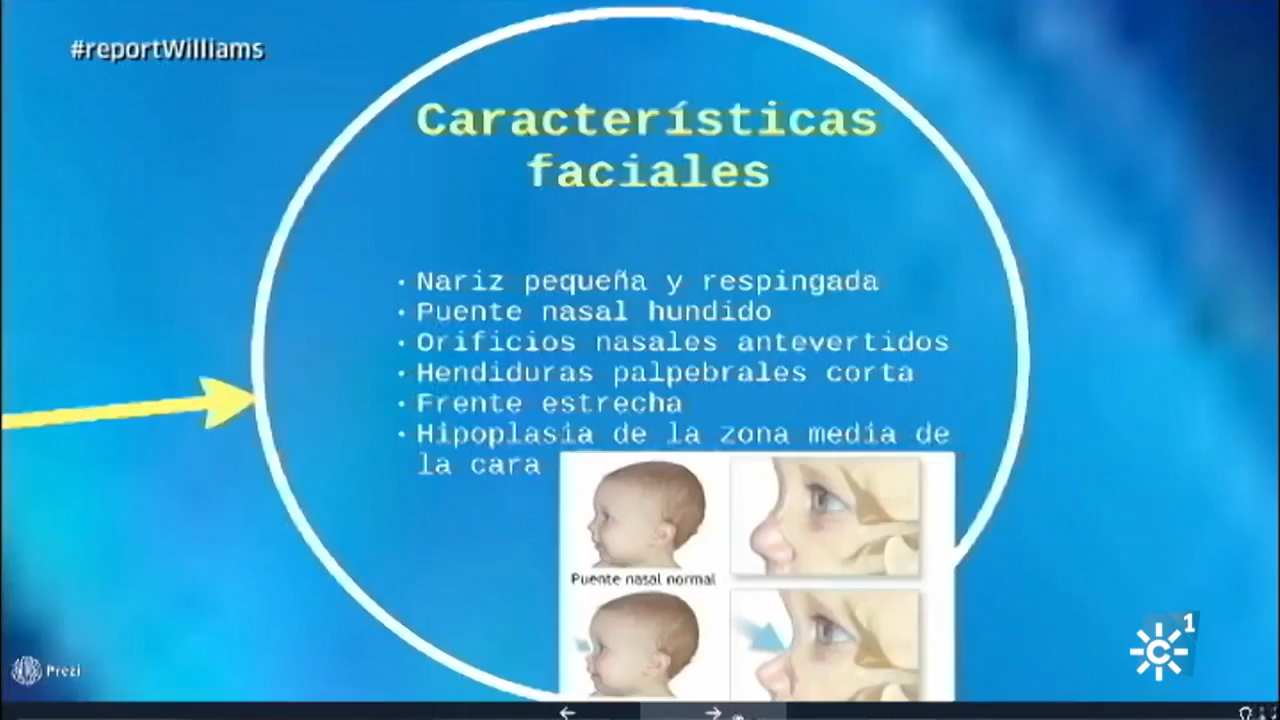 #reportWilliams
Características
faciales
• Nariz pequeña y respingada
• Puente nasal hundido
• Orificios nasales antevertidos
• Hendiduras palpebrales corta
• Frente estrecha
• Hipoplasia de la zona media de
la cara
Puente nasal normal
Prezi
1